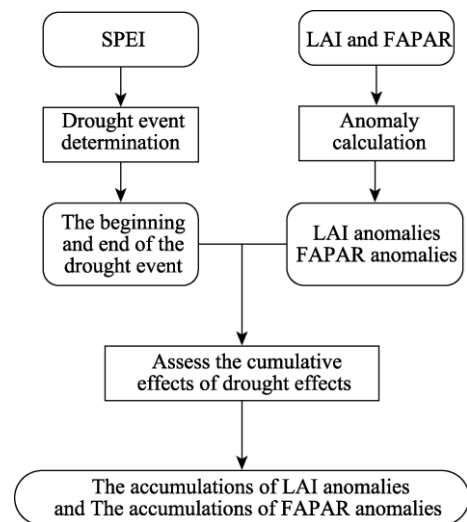 SPEI
LAI and FAPAR
Drought event
determination
Anomaly
calculation
The beginning
and end of the
drought event
LAI anomalies
FAPAR anomalies
Assess the cumulative
effects of drought effects
The accumulations of LAI anomalies
and The accumulations of FAPAR anomalies